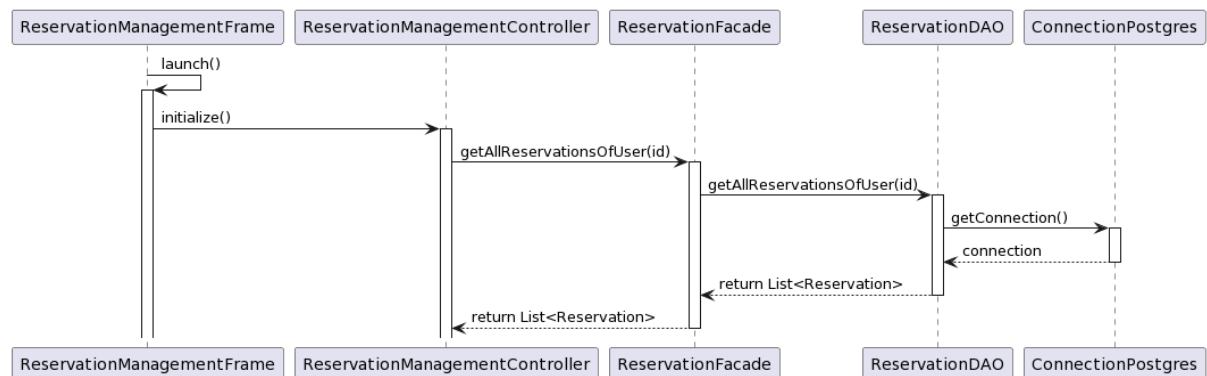 ReservationManagementFrame
ReservationManagementController
ReservationFacade
ReservationDAO
ConnectionPostgres
launch()
initialize()
getAllReservationsOfUser(id)
getAllReservationsOfUser(id)
getConnection()
connection
return List<Reservation>
return List<Reservation>
ReservationManagementFrame
ReservationManagementController
ReservationFacade
ReservationDAO
ConnectionPostgres